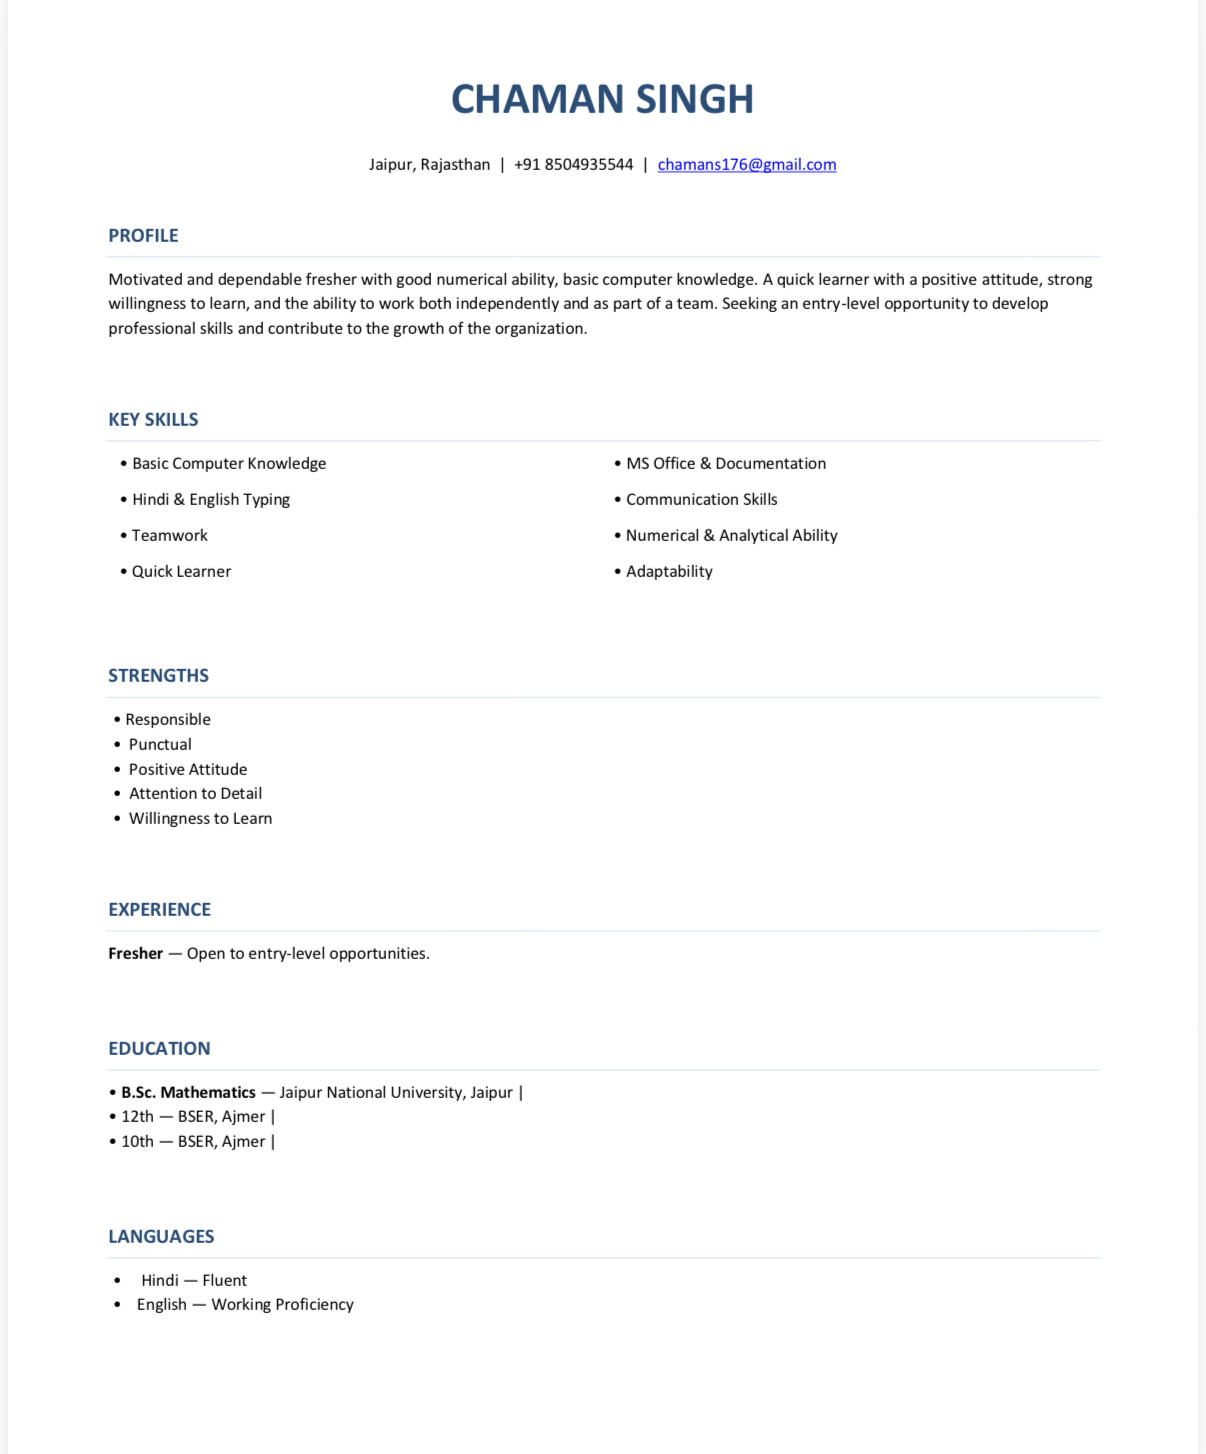 CHAMAN SINGH
Jaipur, Rajasthan | +91 8504935544 | chamans176@gmail.com
PROFILE
Motivated and dependable fresher with good numerical ability, basic computer knowledge. A quick learner with a positive attitude, strong
willingness to learn, and the ability to work both independently and as part of a team. Seeking an entry-level opportunity to develop
professional skills and contribute to the growth of the organization.
KEY SKILLS
• Basic Computer Knowledge • MS Office & Documentation
• Hindi & English Typing • Communication Skills
• Teamwork • Numerical & Analytical Ability
• Quick Learner • Adaptability
STRENGTHS
• Responsible
• Punctual
• Positive Attitude
• Attention to Detail
• Willingness to Learn
EXPERIENCE
Fresher — Open to entry-level opportunities.
EDUCATION
• B.Sc. Mathematics — Jaipur National University, Jaipur |
• 12th — BSER, Ajmer |
• 10th — BSER, Ajmer |
LANGUAGES
• Hindi — Fluent
• English — Working Proficiency